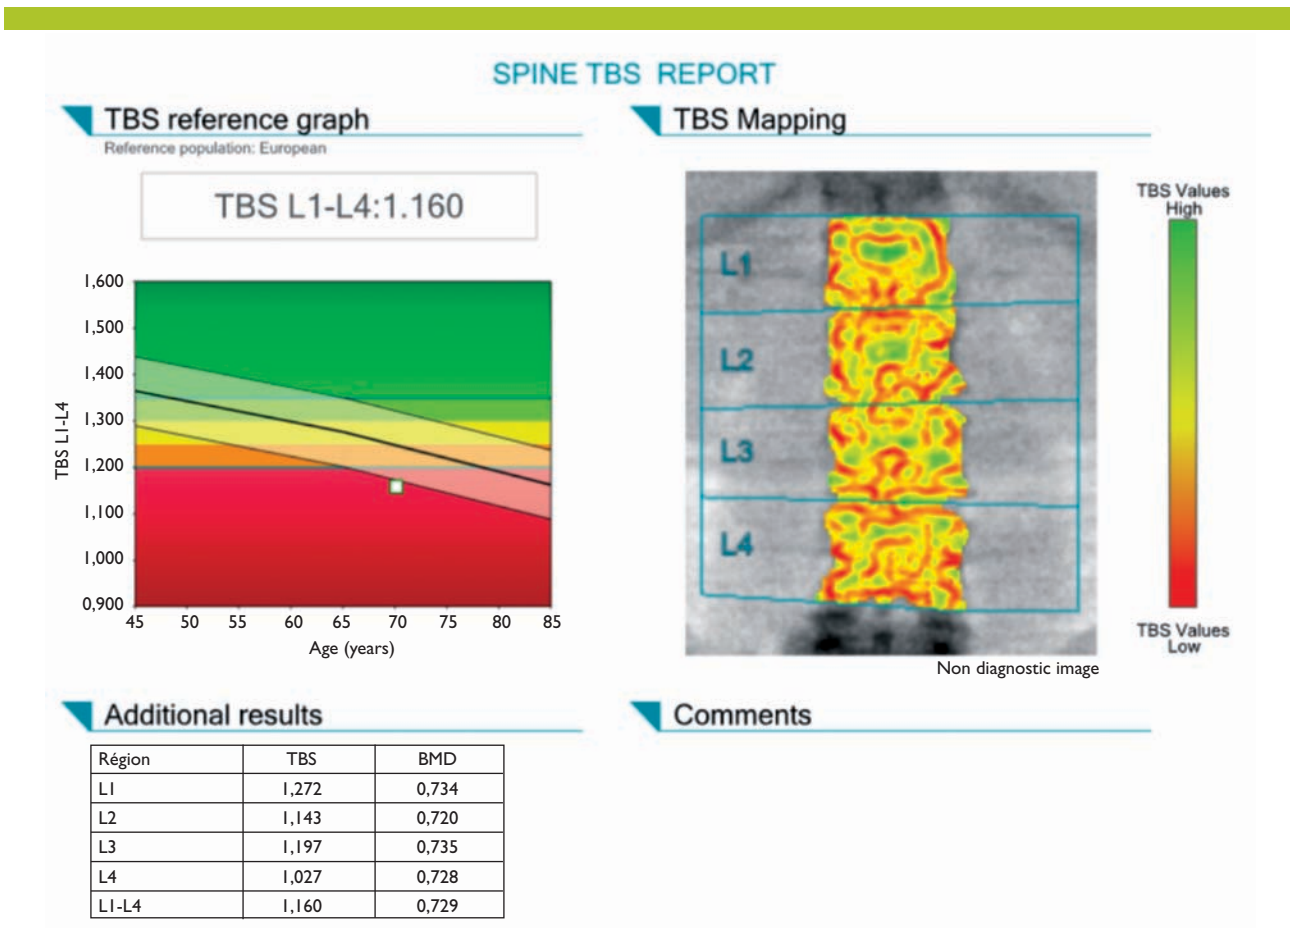 SPINE TBS REPORT
TBS reference graph
Reference population: European
TBS L1-L4:1.160
1,600
1,500
1,400
1,300
1,200
1,100
1,000
0,900
TBS L1-L4
45 50 55 60 65 70 75 80 85
Age (years)
TBS Mapping
L1
L2
L3
L4
TBS Values
High
TBS Values
Low
Non diagnostic image
Additional results
Région TBS BMD
L1 1,272 0,734
L2 1,143 0,720
L3 1,197 0,735
L4 1,027 0,728
L1-L4 1,160 0,729
Comments